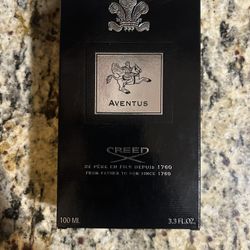 AVENTUS
CREED
DE PÈRE EN FILS DEPUIS 1760
FROM FATHER TO SON SINCE 1760
100 ML
3.3 FL.OZ.